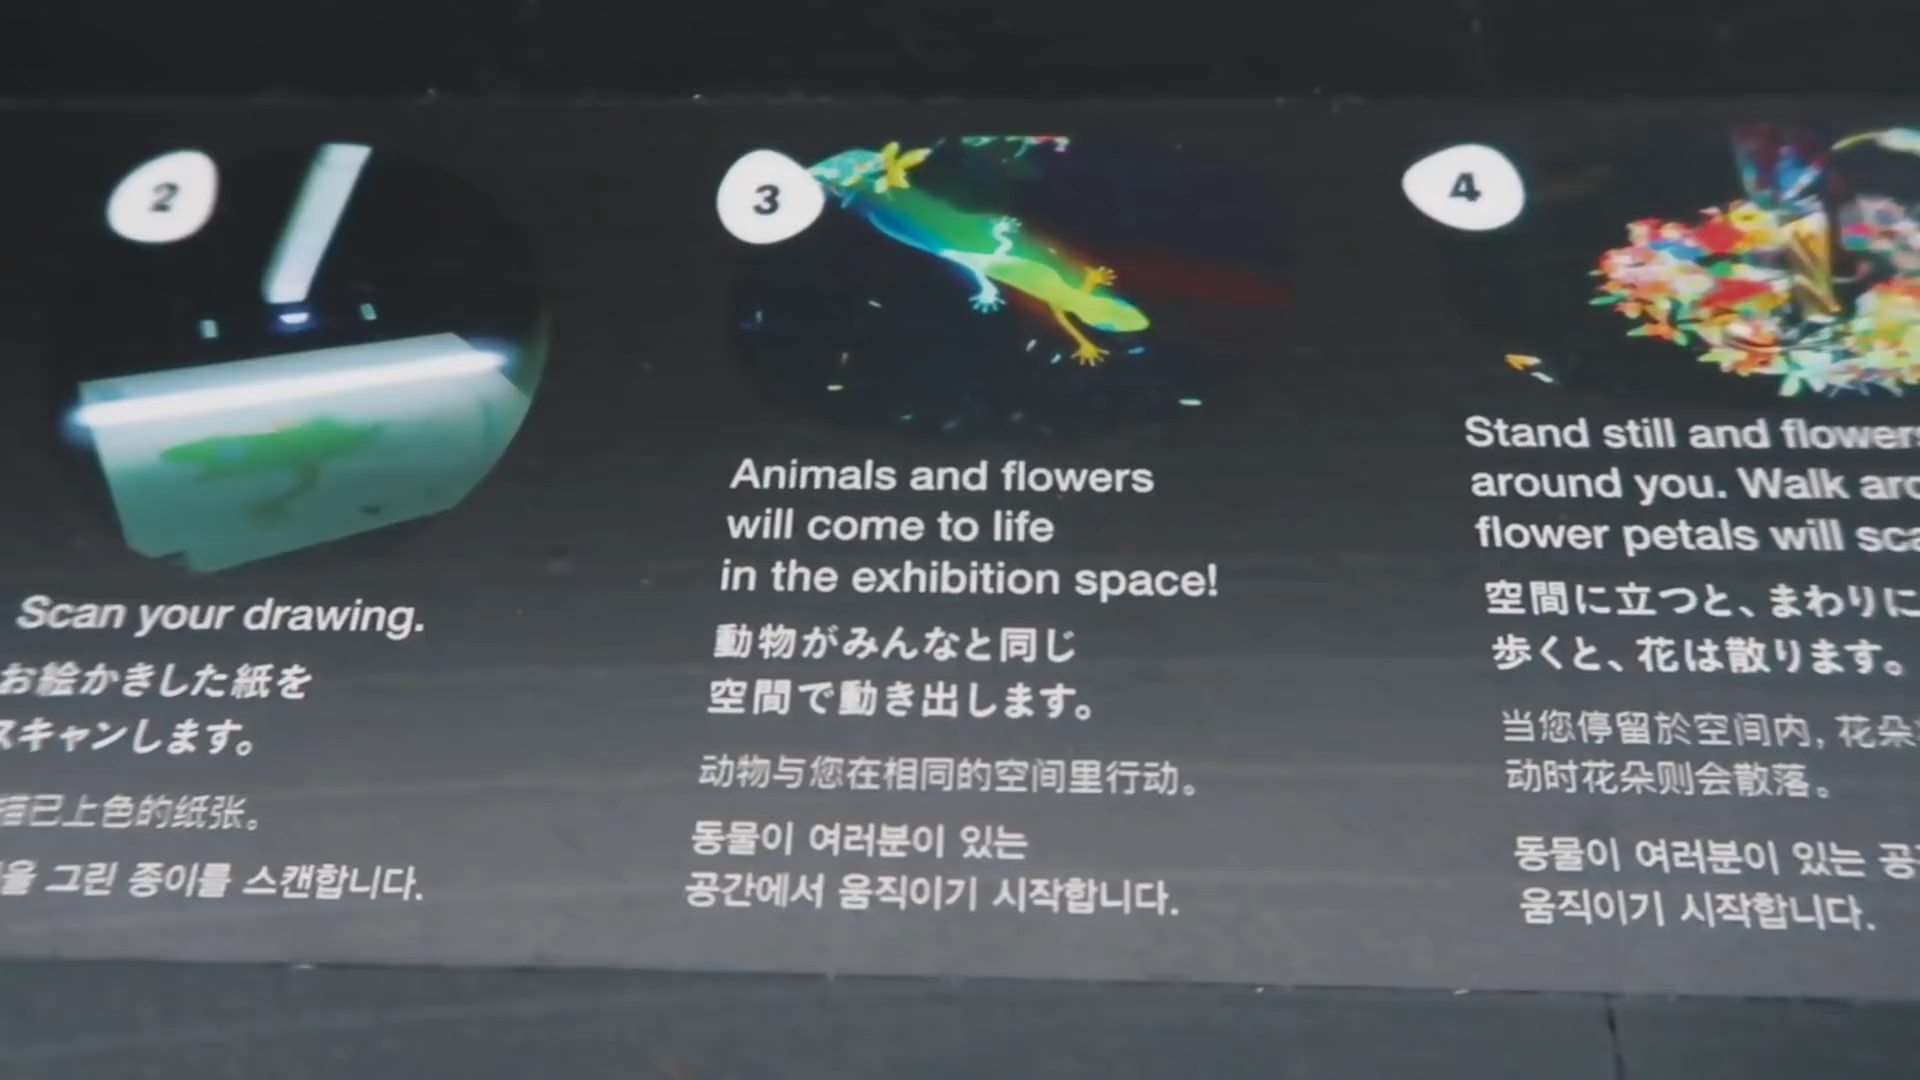 2
Scan your drawing.
お絵かきした紙を
スキャンします。
已上色的纸张。
그린 종이를 스캔합니다.
3
Animals and flowers
will come to life
in the exhibition space!
動物がみんなと同じ
空間で動き出します。
动物与您在相同的空间里行动。
동물이 여러분이 있는
공간에서 움직이기 시작합니다.
4
Stand still and flowers
around you. Walk
flower petals will
空間に立つと、まわりに
歩くと、花は散ります。
当您停留於空间内, 花朵
动时花朵则会散落。
동물이 여러분이 있는
움직이기 시작합니다.